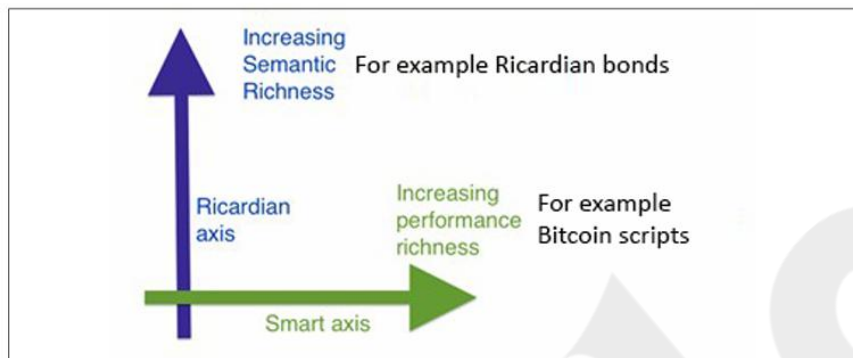 Increasing
Semantic
Richness
For example Ricardian bonds
Ricardian
axis
Increasing
performance
richness
For example
Bitcoin scripts
Smart axis